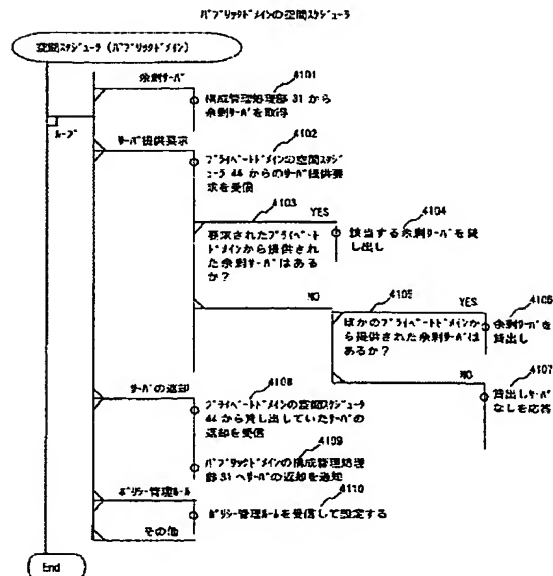 パブリックドメインの空間スケジューラ
空間スケジューラ (パブリックドメイン)
ループ
余剰サーバ
4101
構成管理処理部 31 から
余剰サーバを取得
サーバ提供要求
4102
プライベートドメインの空間スケジ
ューラ 44 からのサーバ提供要
求を受信
4103
YES
要求されたプライベート
ドメインから提供され
た余剰サーバはある
か?
4104
該当する余剰サーバを貸
し出し
NO
4105
YES
ほかのプライベートドメインか
ら提供された余剰サーバは
あるか?
4106
余剰サーバを
貸出し
NO
4107
貸出しサーバ
なしを応答
サーバの返却
4108
プライベートドメインの空間スケジューラ
44 から貸し出していたサーバの
返却を受信
4109
パブリックドメインの構成管理処理
部 31 へサーバの返却を通知
ポリシー管理ルール
4110
ポリシー管理ルールを受信して設定する
その他
End